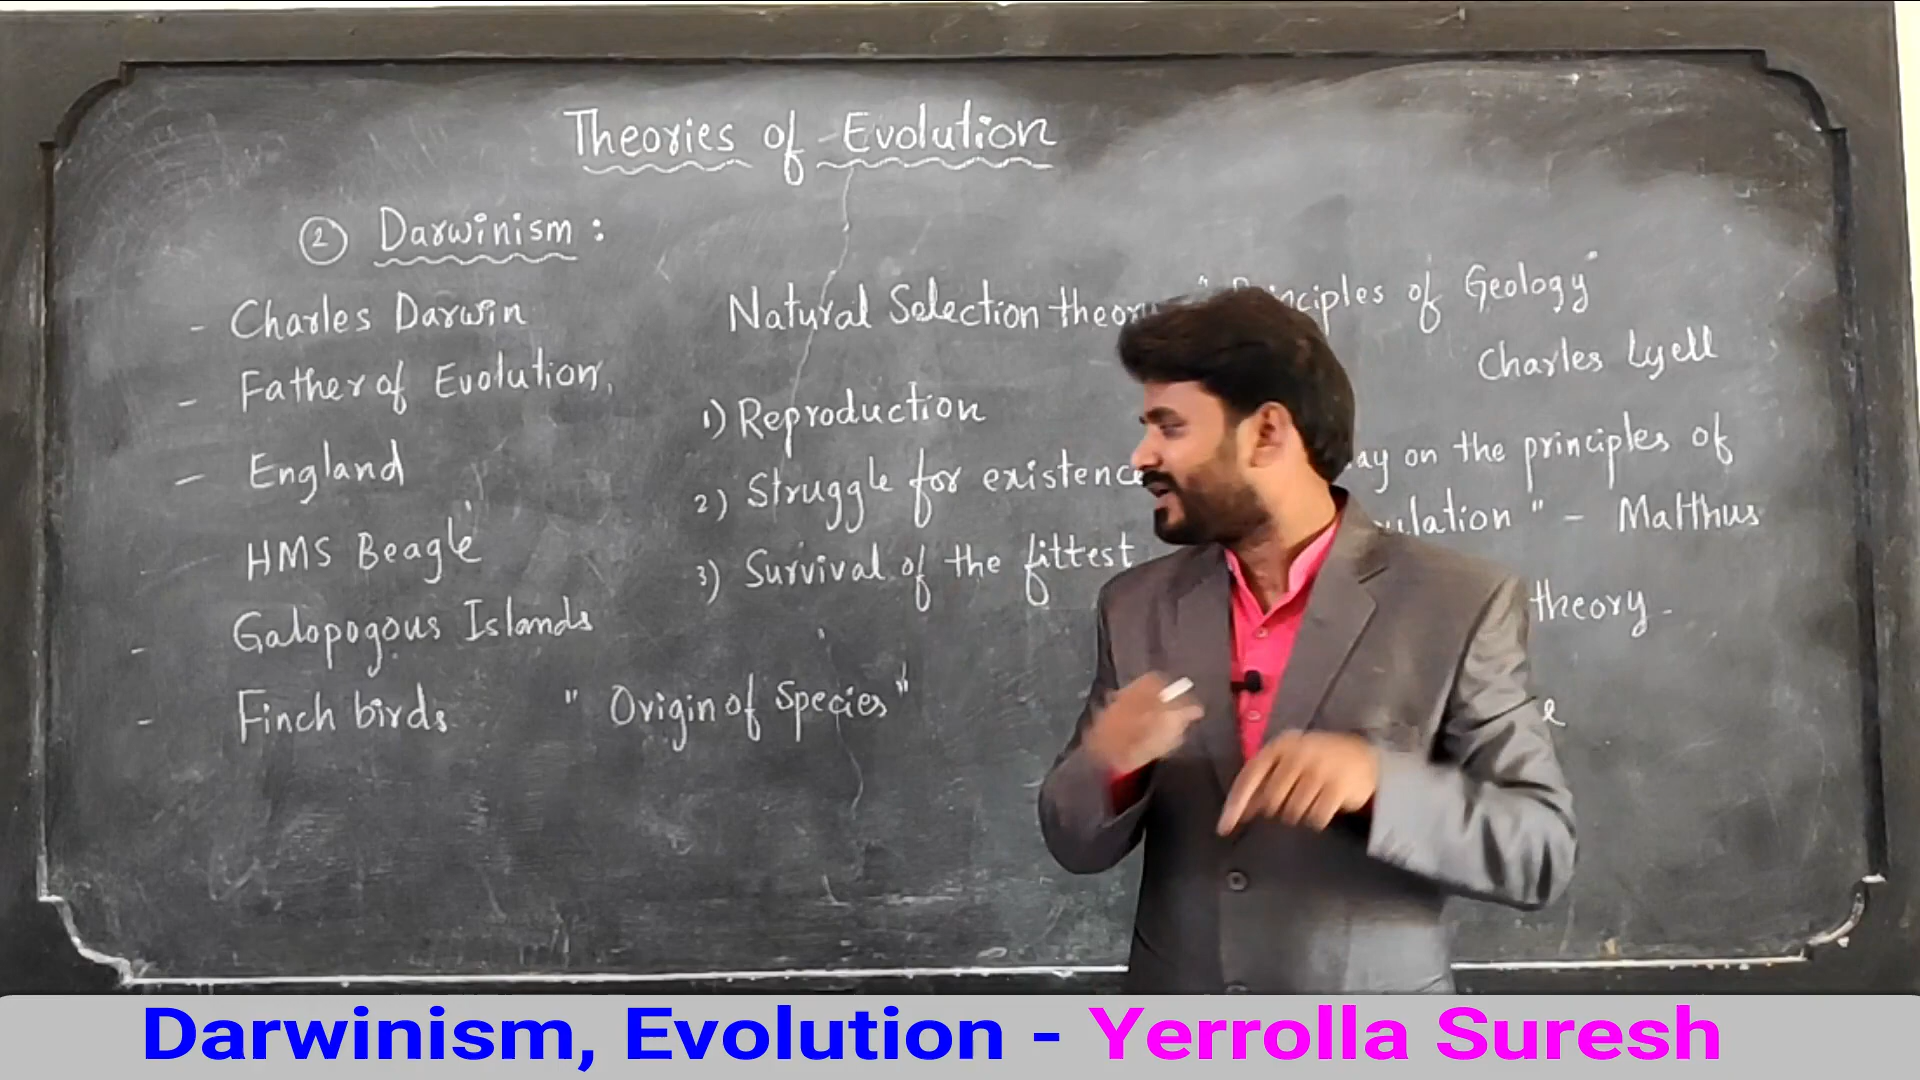 Theories of Evolution
② Darwinism :
- Charles Darwin
- Father of Evolution,
- England
HMS Beagle
- Galopogous Islands
- Finch birds
Natural Selection theory
1) Reproduction
2) Struggle for existence
3) Survival of the fittest
" Origin of Species "
Principles of Geology"
Charles Lyell
on the principles of
" - Malthus
theory.
Darwinism, Evolution - Yerrolla Suresh